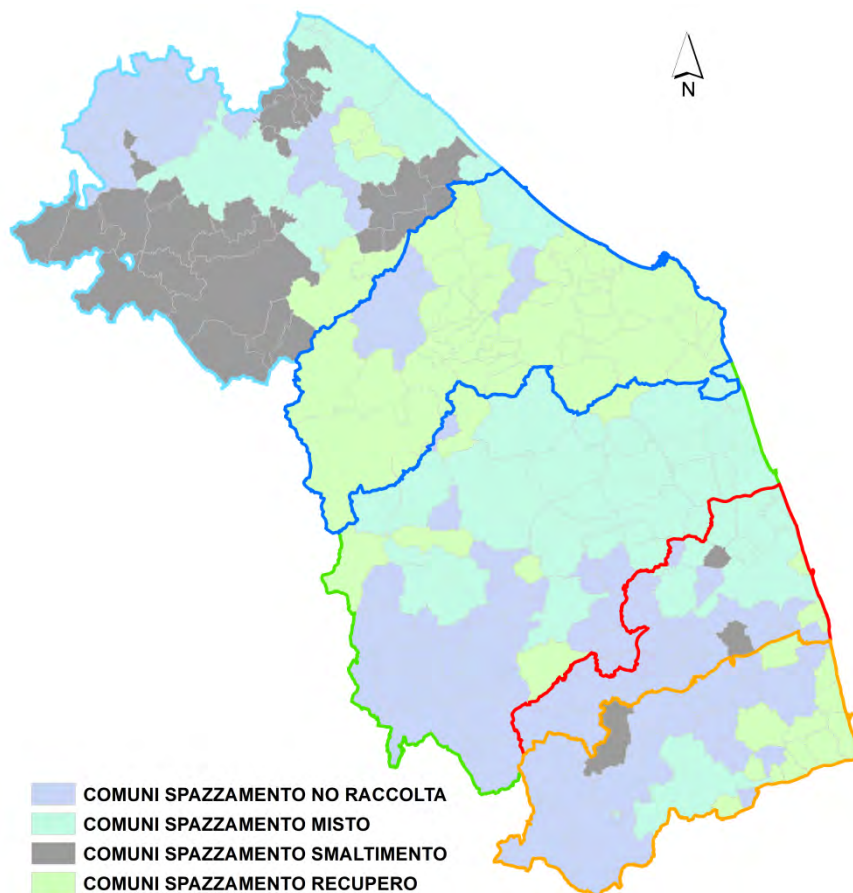 N
COMUNI SPAZZAMENTO NO RACCOLTA
COMUNI SPAZZAMENTO MISTO
COMUNI SPAZZAMENTO SMALTIMENTO
COMUNI SPAZZAMENTO RECUPERO